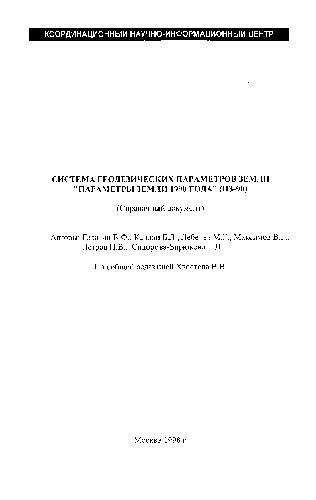 КООРДИНАЦИОННЫЙ НАУЧНО-ИНФОРМАЦИОННЫЙ ЦЕНТР
СИСТЕМА ГЕОДЕЗИЧЕСКИХ ПАРАМЕТРОВ ЗЕМЛИ
"ПАРАМЕТРЫ ЗЕМЛИ 1990 ГОДА" (ПЗ-90)
(Справочный документ)
Авторы: Галазин В.Ф., Каплан Б.Л., Лебедев М.Г., Максимов В.Г.,
Петров Н.В., Сидорова-Бирюкова
Под общей редакцией Хвостова В.В.
Москва 1998 г.